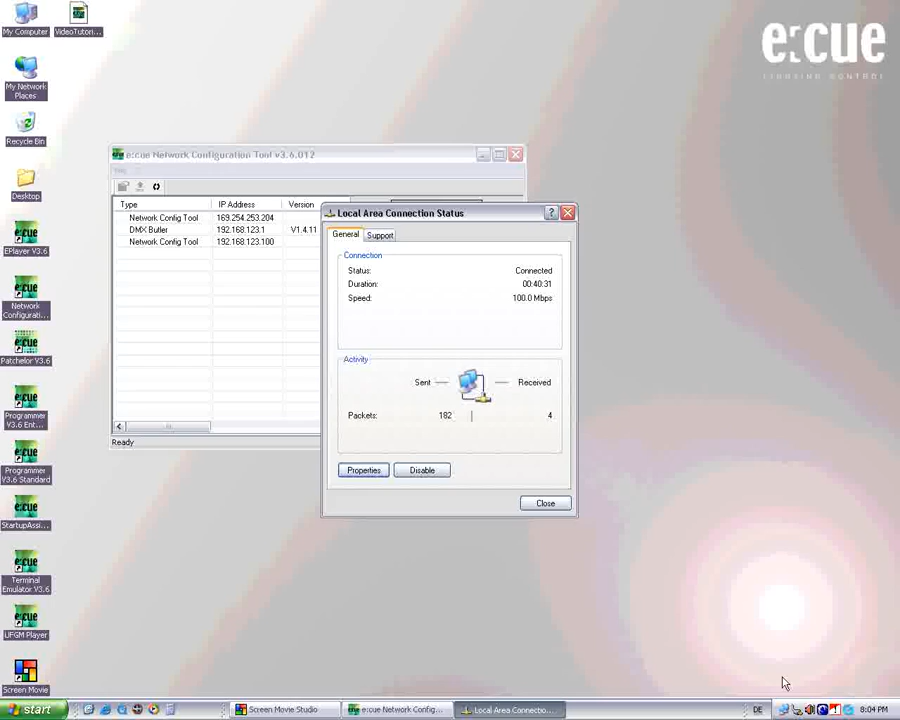 My Computer
VideoTutori...
e:cue
LIGHTING CONTROL
My Network
Places
Recycle Bin
Desktop
EPlayer V3.6
Network
Configurati...
Patchelor V3.6
Programmer
V3.6 Ent...
Programmer
V3.6 Standard
StartupAssi...
Terminal
Emulator V3.6
UFGM Player
Screen Movie
e:cue Network Configuration Tool v3.6.012
Type IP Address Version
Network Config Tool 169.254.253.204
DMX Butler 192.168.123.1 V1.4.11
Network Config Tool 192.168.123.100
Ready
Local Area Connection Status
General Support
Connection
Status: Connected
Duration: 00:40:31
Speed: 100.0 Mbps
Activity
Sent Received
Packets: 182 4
Properties Disable
Close
start
Screen Movie Studio
e:cue Network Config...
Local Area Connectio...
DE
8:04 PM